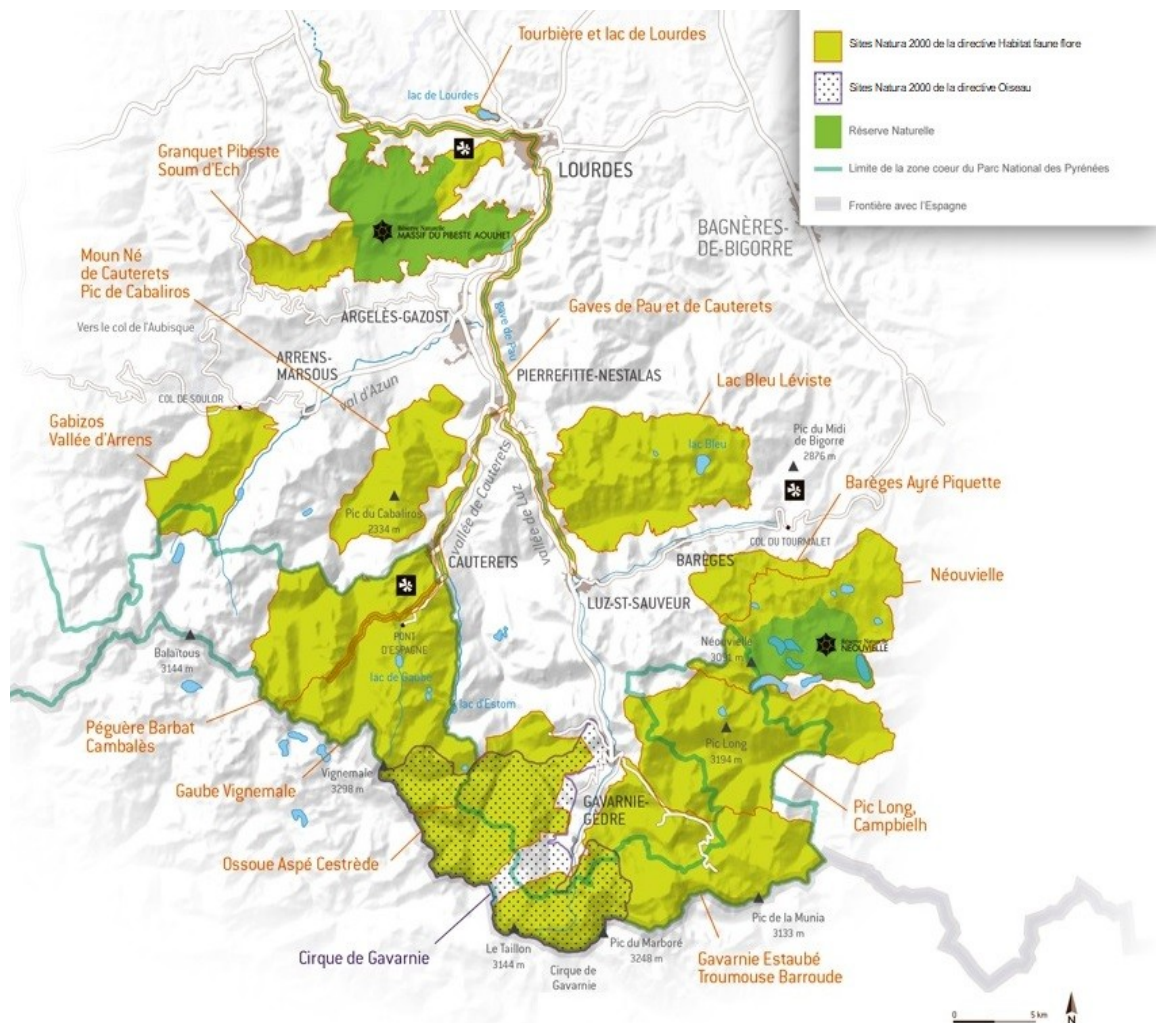 Tourbière et lac de Lourdes
lac de Lourdes
LOURDES
Granquet Pibeste
Soum d'Ech
Réserve Naturelle
MASSIF DU PIBESTE AOULHET
BAGNÈRES-
DE-BIGORRE
Sites Natura 2000 de la directive Habitat faune flore
Sites Natura 2000 de la directive Oiseau
Réserve Naturelle
Limite de la zone coeur du Parc National des Pyrénées
Frontière avec l'Espagne
Moun Né
de Cauterets
Pic de Cabaliros
Vers le col de l'Aubisque
ARGELÈS-GAZOST
gave de Pau
Gaves de Pau et de Cauterets
ARRENS-
MARSOUS
val d'Azun
PIERREFITTE-NESTALAS
COL DE SOULOR
Gabizos
Vallée d'Arrens
Lac Bleu Léviste
lac Bleu
Pic du Midi
de Bigorre
2876 m
Pic du Cabaliros
2334 m
vallée de Cauterets
vallée de Luz
Barèges Ayré Piquette
COL DU TOURMALET
CAUTERETS
BARÈGES
Néouvielle
LUZ-ST-SAUVEUR
PONT
D'ESPAGNE
Balaïtous
3144 m
Néouvielle
3091 m
Réserve Naturelle
NÉOUVIELLE
lac de Gaube
lac d'Estom
Péguère Barbat
Cambalès
Pic Long
3194 m
Gaube Vignemale
Vignemale
3298 m
GAVARNIE-
GÈDRE
Pic Long,
Campbielh
Ossoue Aspé Cestrède
Cirque de Gavarnie
Le Taillon
3144 m
Cirque de
Gavarnie
Pic du Marboré
3248 m
Pic de la Munia
3133 m
Gavarnie Estaubé
Troumouse Barroude
0 5 km
N